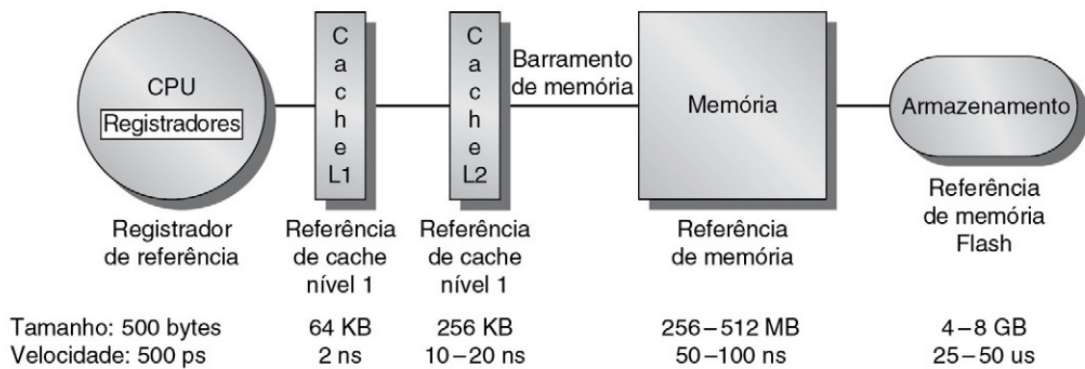 CPU
Registradores
Cache L1
Cache L2
Barramento
de memória
Memória
Armazenamento
Registrador
de referência
Referência
de cache
nível 1
Referência
de cache
nível 1
Referência
de memória
Referência
de memória
Flash
Tamanho: 500 bytes 64 KB 256 KB 256–512 MB 4–8 GB
Velocidade: 500 ps 2 ns 10–20 ns 50–100 ns 25–50 us